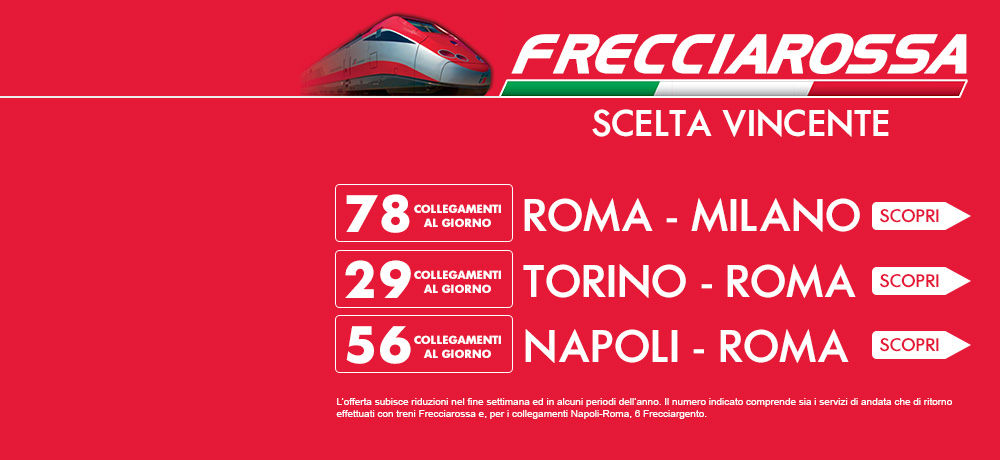 FRECCIAROSSA
SCELTA VINCENTE
78 COLLEGAMENTI AL GIORNO ROMA - MILANO SCOPRI
29 COLLEGAMENTI AL GIORNO TORINO - ROMA SCOPRI
56 COLLEGAMENTI AL GIORNO NAPOLI - ROMA SCOPRI
L'offerta subisce riduzioni nel fine settimana ed in alcuni periodi dell'anno. Il numero indicato comprende sia i servizi di andata che di ritorno
effettuati con treni Frecciarossa e, per i collegamenti Napoli-Roma, 6 Frecciargento.